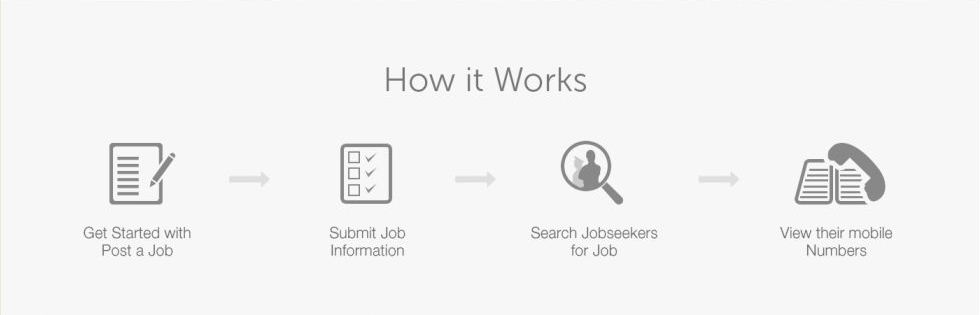 How it Works
Get Started with
Post a Job
Submit Job
Information
Search Jobseekers
for Job
View their mobile
Numbers